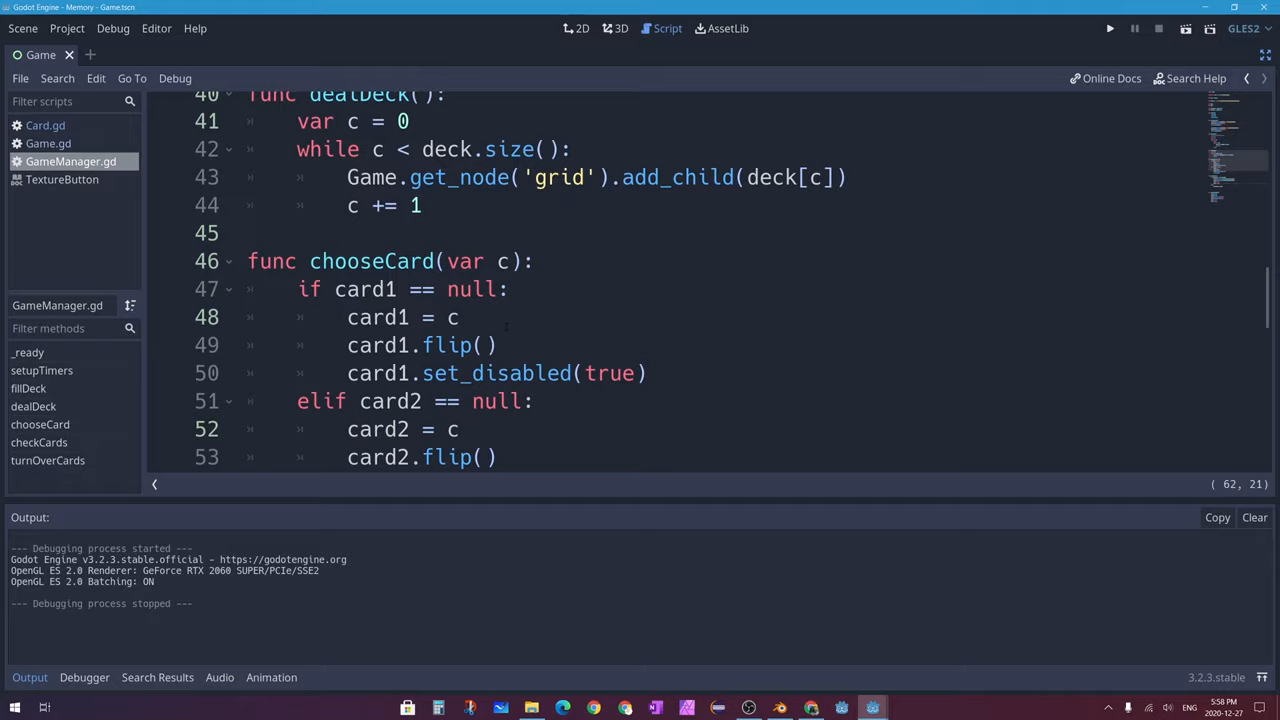 Godot Engine - Memory - Game.tscn
Scene Project Debug Editor Help
2D 3D Script AssetLib
GLES2
Game
File Search Edit Go To Debug
Online Docs Search Help
Filter scripts
Card.gd
Game.gd
GameManager.gd
TextureButton
GameManager.gd
Filter methods
_ready
setupTimers
fillDeck
dealDeck
chooseCard
checkCards
turnOverCards
40 func dealDeck():
41 var c = 0
42 while c < deck.size():
43 Game.get_node('grid').add_child(deck[c])
44 c += 1
45
46 func chooseCard(var c):
47 if card1 == null:
48 card1 = c
49 card1.flip()
50 card1.set_disabled(true)
51 elif card2 == null:
52 card2 = c
53 card2.flip()
( 62, 21)
Output:
Copy Clear
--- Debugging process started ---
Godot Engine v3.2.3.stable.official - https://godotengine.org
OpenGL ES 2.0 Renderer: GeForce RTX 2060 SUPER/PCIe/SSE2
OpenGL ES 2.0 Batching: ON
--- Debugging process stopped ---
Output Debugger Search Results Audio Animation
3.2.3.stable
5:58 PM
2020-12-27